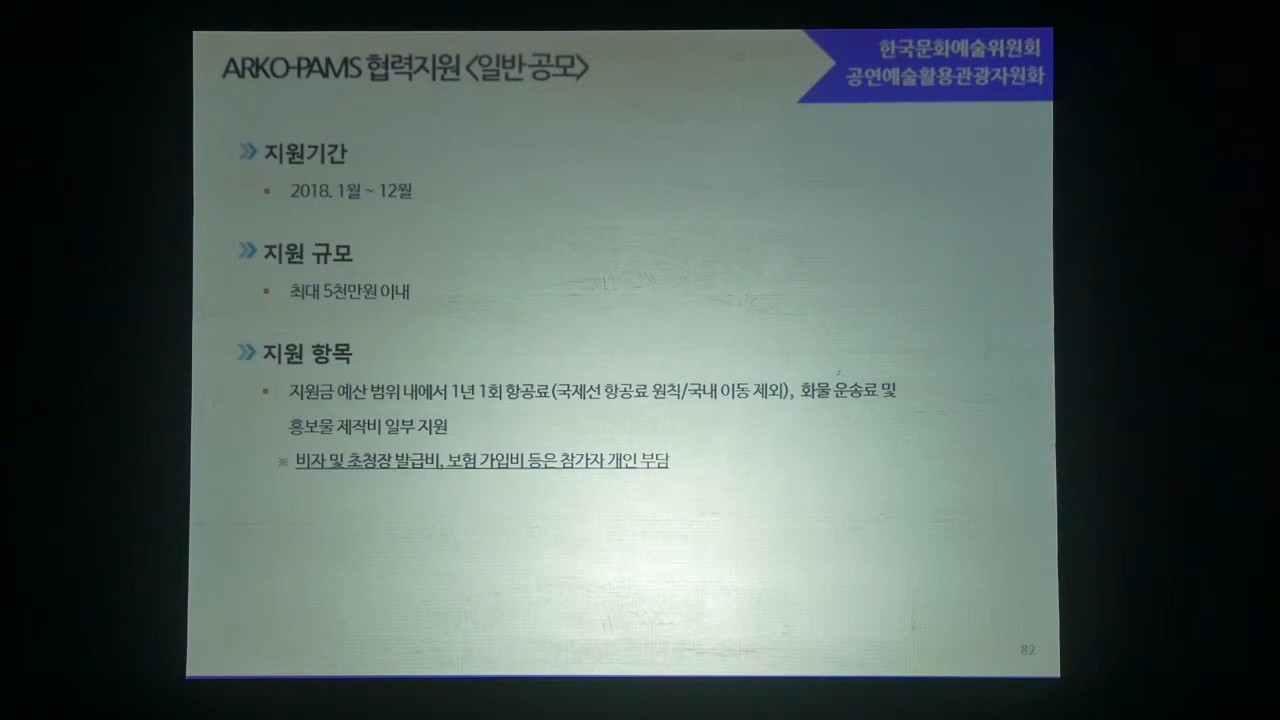 ARKO-PAMS 협력지원 <일반 공모>
한국문화예술위원회
공연예술활용관광자원화
지원기간
2018. 1월 ~ 12월
지원 규모
최대 5천만원 이내
지원 항목
지원금 예산 범위 내에서 1년 1회 항공료(국제선 항공료 원칙/국내 이동 제외), 화물 운송료 및
홍보물 제작비 일부 지원
※ 비자 및 초청장 발급비, 보험 가입비 등은 참가자 개인 부담
82